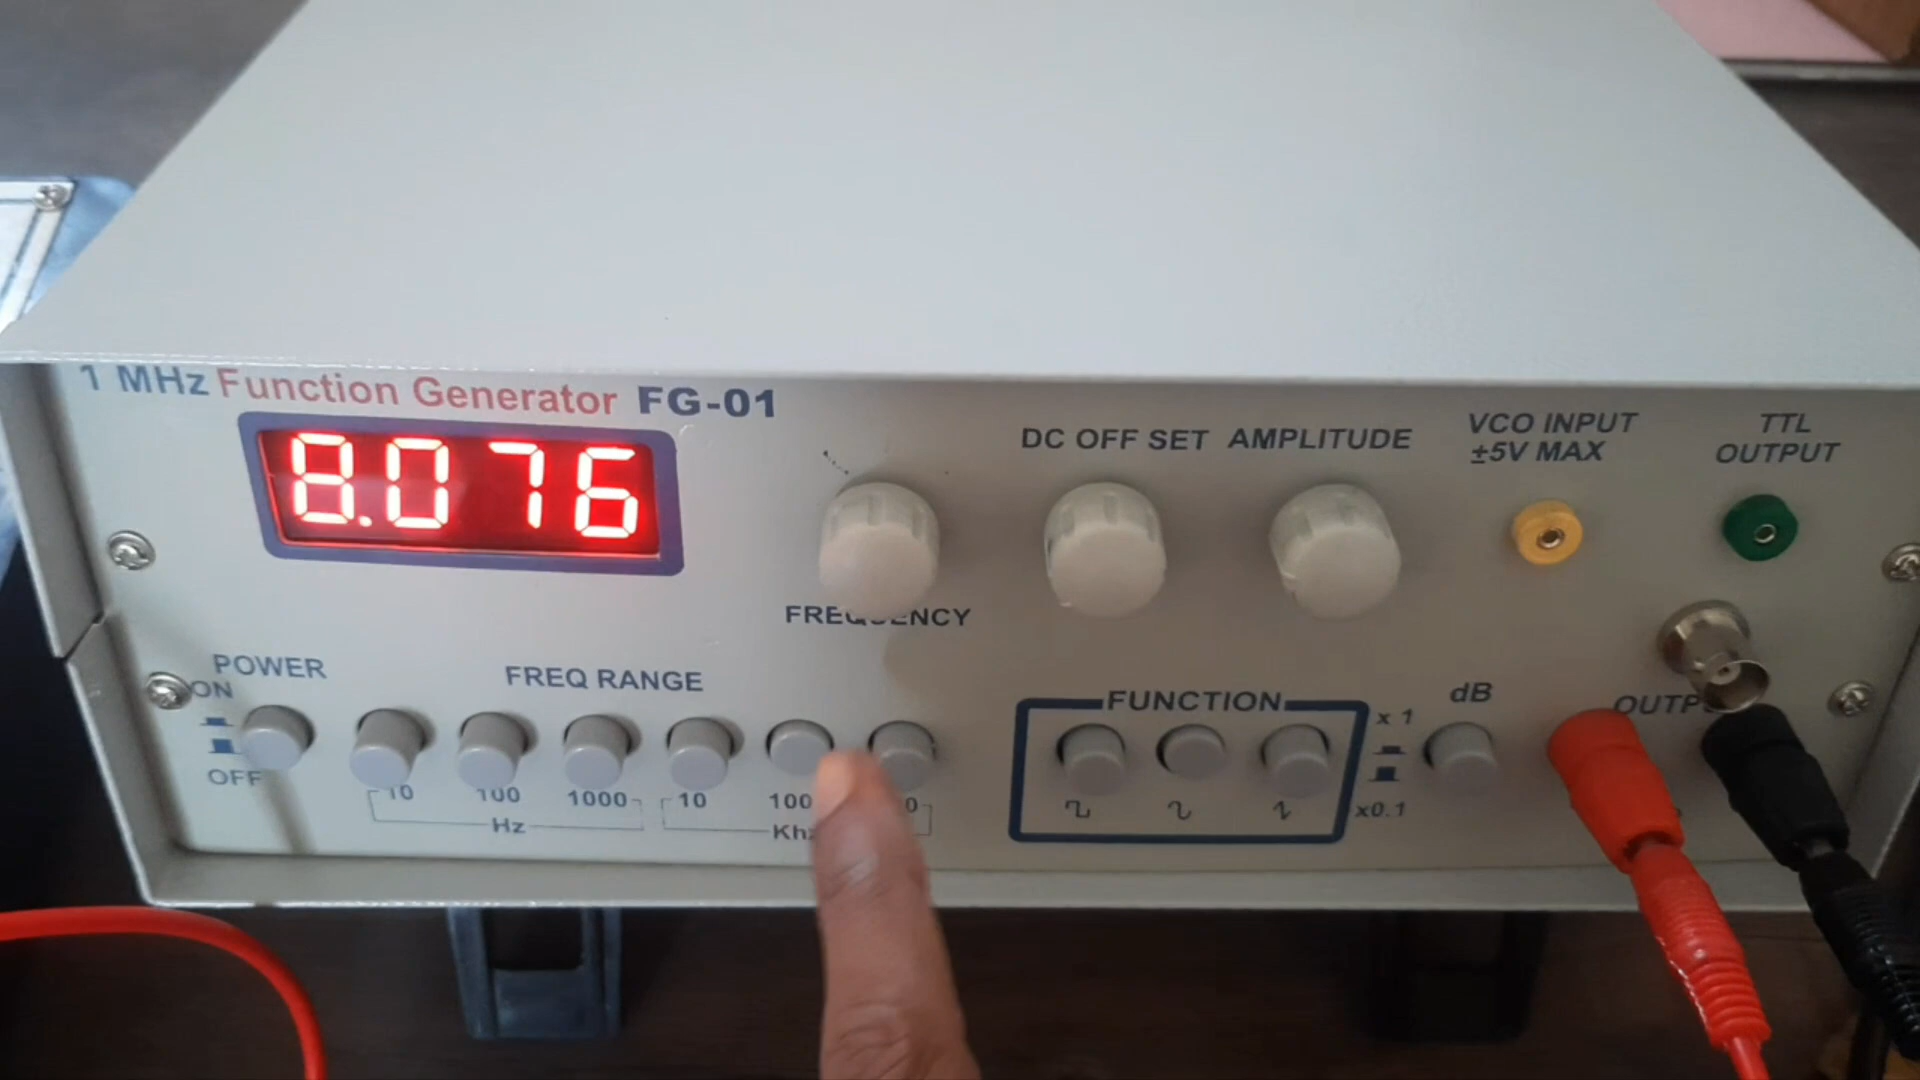 1 MHz Function Generator FG-01
8.076
DC OFF SET
AMPLITUDE
VCO INPUT
±5V MAX
TTL
OUTPUT
FREQUENCY
POWER
ON
OFF
FREQ RANGE
10
100
1000
Hz
10
100
FUNCTION
x 1
x0.1
dB